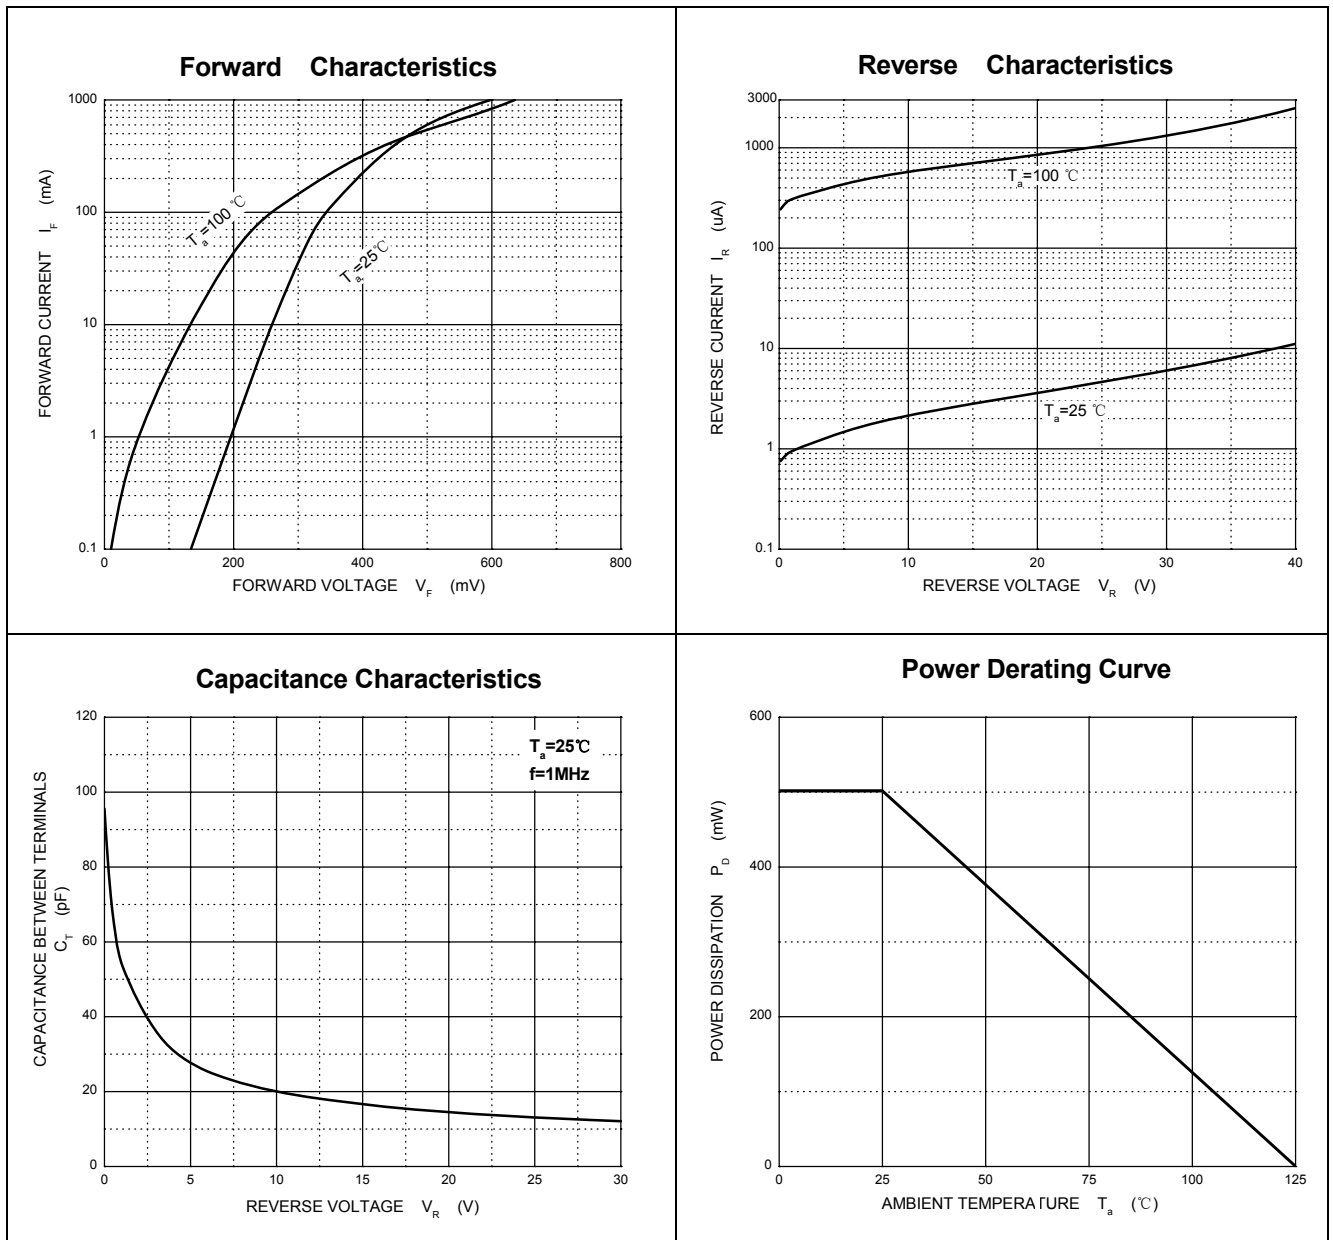 Forward Characteristics
1000
100
10
1
0.1
0
200
400
600
800
FORWARD CURRENT I_F (mA)
T_a=100 ℃
T_a=25℃
FORWARD VOLTAGE V_F (mV)
Reverse Characteristics
3000
1000
100
10
1
0.1
0
10
20
30
40
REVERSE CURRENT I_R (uA)
T_a=100 ℃
T_a=25 ℃
REVERSE VOLTAGE V_R (V)
Capacitance Characteristics
120
100
80
60
40
20
0
0
5
10
15
20
25
30
CAPACITANCE BETWEEN TERMINALS
C_T (pF)
T_a=25℃
f=1MHz
REVERSE VOLTAGE V_R (V)
Power Derating Curve
600
400
200
0
0
25
50
75
100
125
POWER DISSIPATION P_D (mW)
AMBIENT TEMPERATURE T_a (℃)